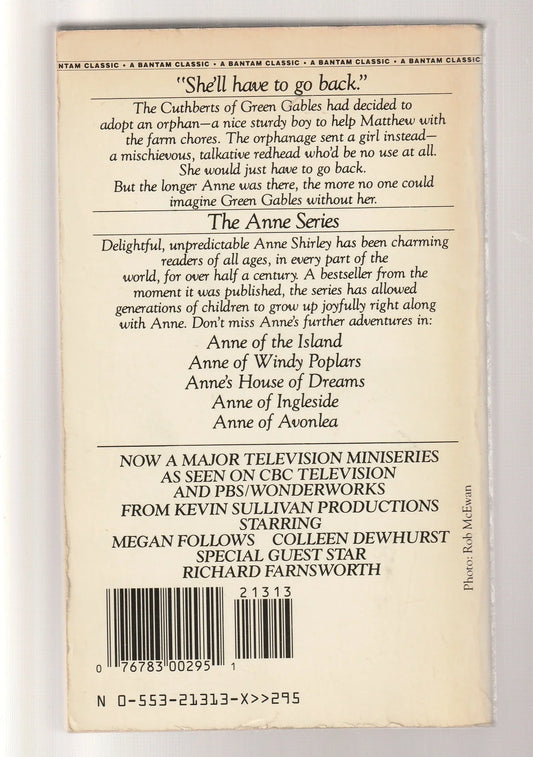 NTAM CLASSIC • A BANTAM CLASSIC • A BANTAM CLASSIC • A BANTAM CLASSIC • A BANTAM CLASSIC
"She'll have to go back."
The Cuthberts of Green Gables had decided to
adopt an orphan—a nice sturdy boy to help Matthew with
the farm chores. The orphanage sent a girl instead—
a mischievous, talkative redhead who'd be no use at all.
She would just have to go back.
But the longer Anne was there, the more no one could
imagine Green Gables without her.
The Anne Series
Delightful, unpredictable Anne Shirley has been charming
readers of all ages, in every part of the
world, for over half a century. A bestseller from the
moment it was published, the series has allowed
generations of children to grow up joyfully right along
with Anne. Don't miss Anne's further adventures in:
Anne of the Island
Anne of Windy Poplars
Anne's House of Dreams
Anne of Ingleside
Anne of Avonlea
NOW A MAJOR TELEVISION MINISERIES
AS SEEN ON CBC TELEVISION
AND PBS/WONDERWORKS
FROM KEVIN SULLIVAN PRODUCTIONS
STARRING
MEGAN FOLLOWS COLLEEN DEWHURST
SPECIAL GUEST STAR
RICHARD FARNSWORTH
Photo: Rob McEwan
21313
0 76783 00295 1
N 0-553-21313-X>>295